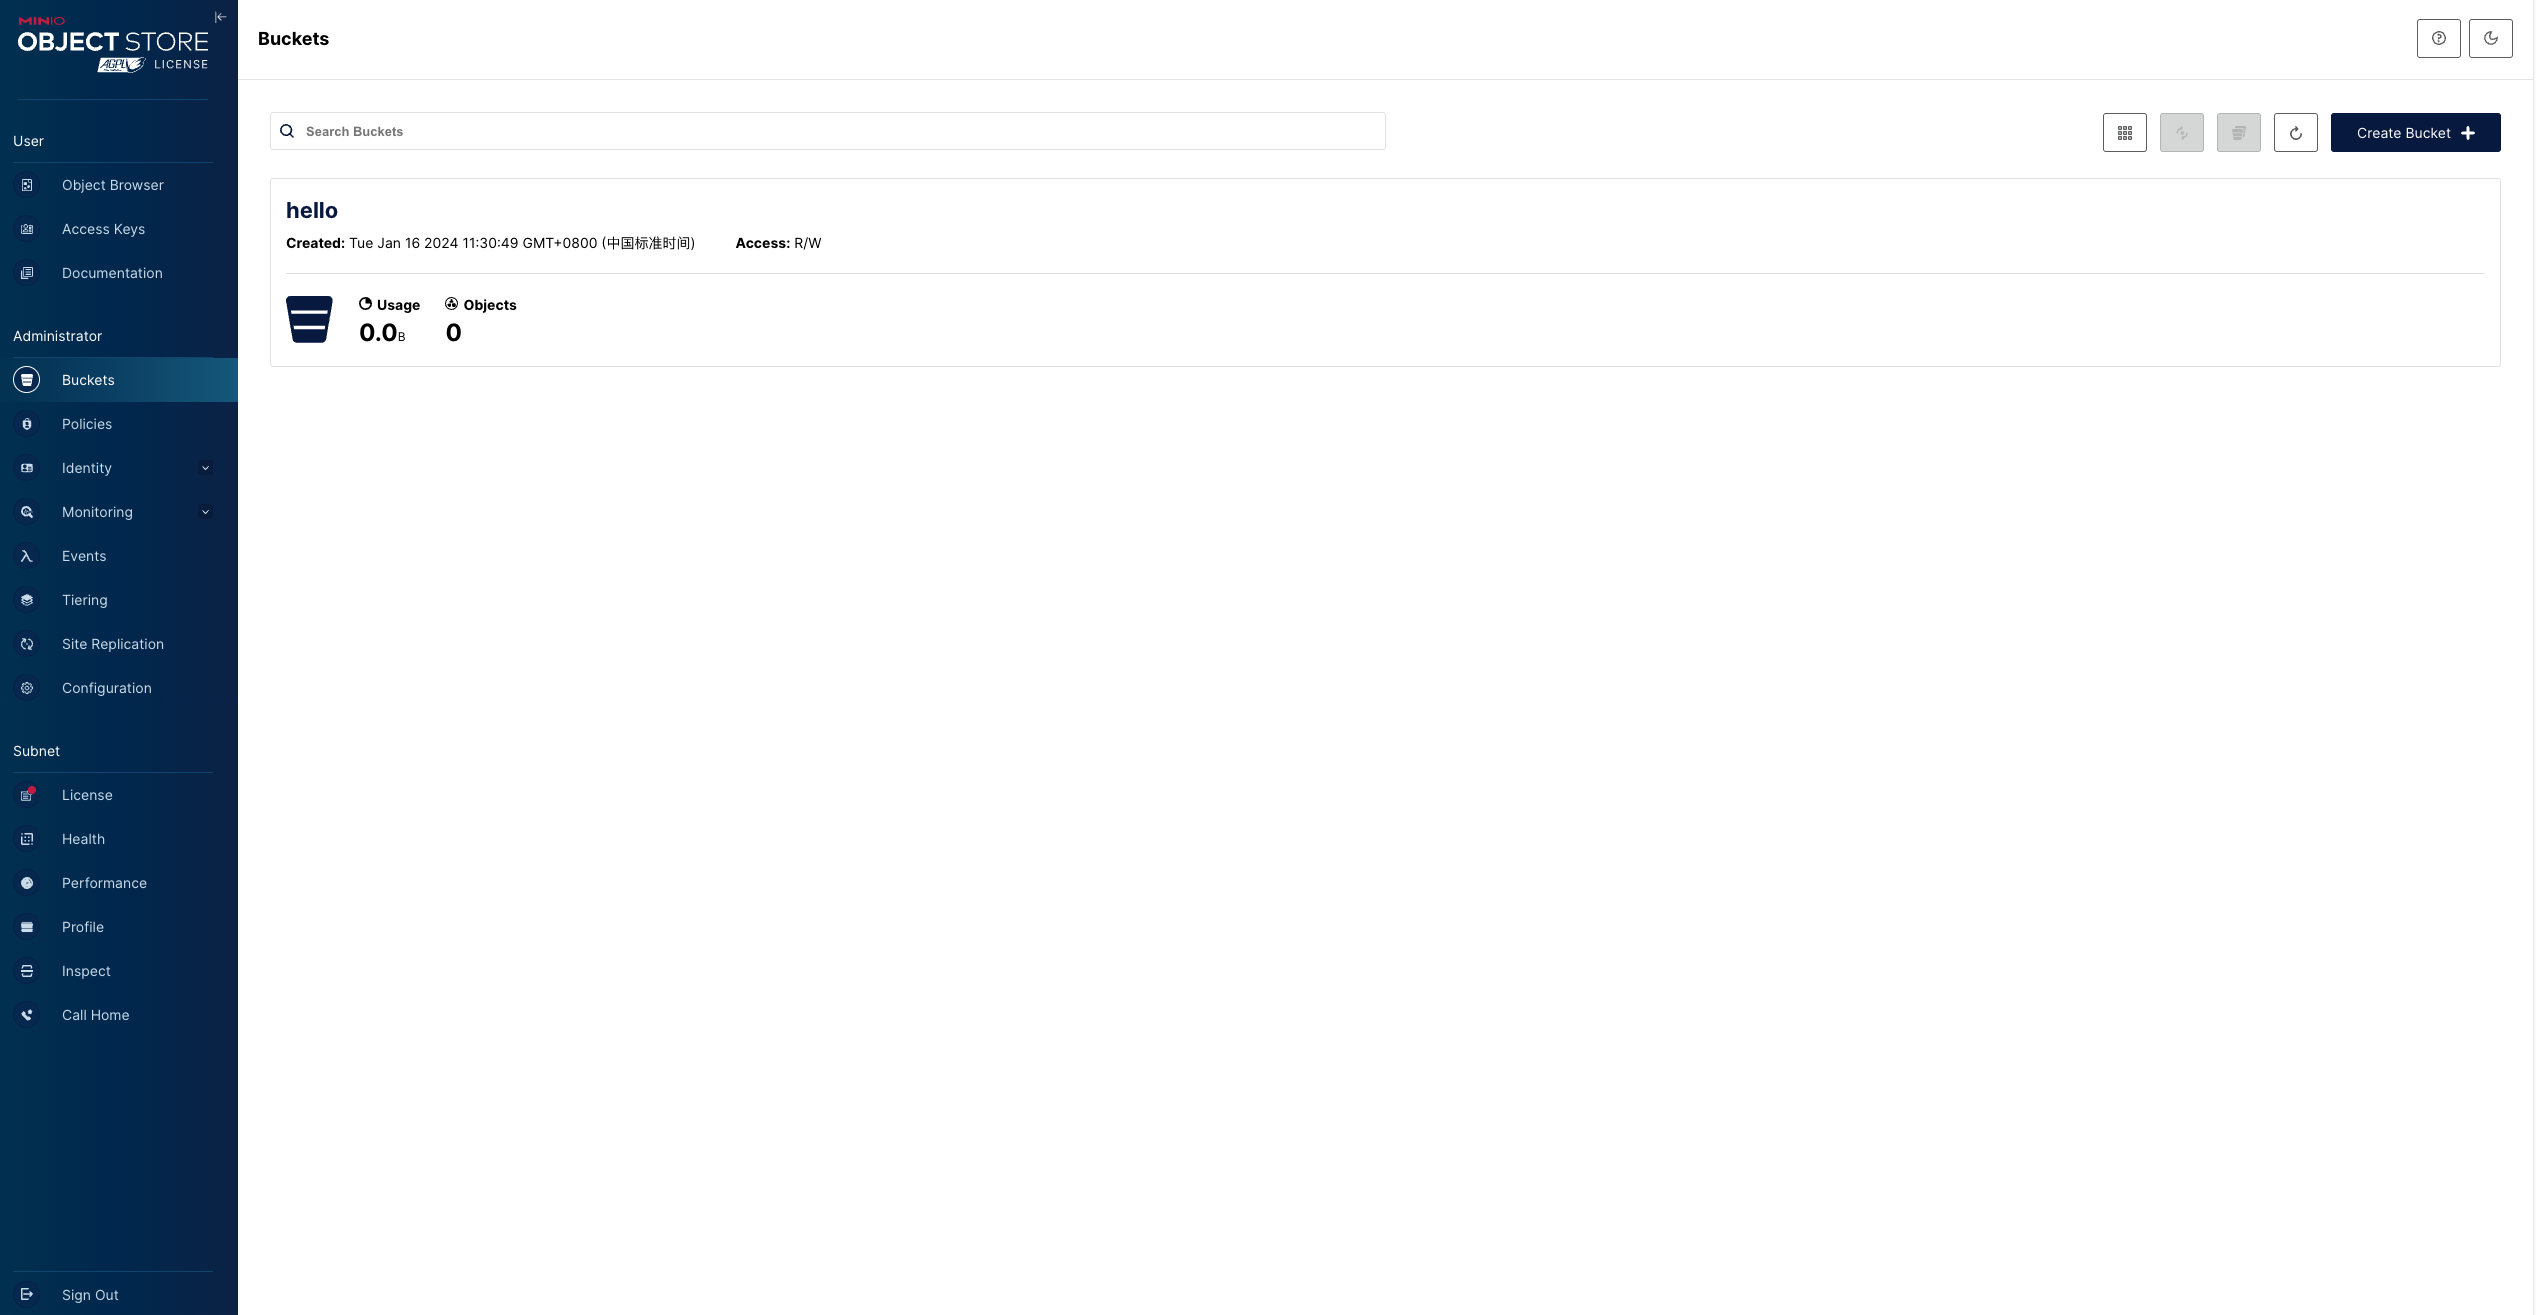 MINIO
OBJECT STORE
AGPL LICENSE
User
Object Browser
Access Keys
Documentation
Administrator
Buckets
Policies
Identity
Monitoring
Events
Tiering
Site Replication
Configuration
Subnet
License
Health
Performance
Profile
Inspect
Call Home
Sign Out
Buckets
Search Buckets
Create Bucket
hello
Created: Tue Jan 16 2024 11:30:49 GMT+0800 (中国标准时间) Access: R/W
Usage Objects
0.0B 0